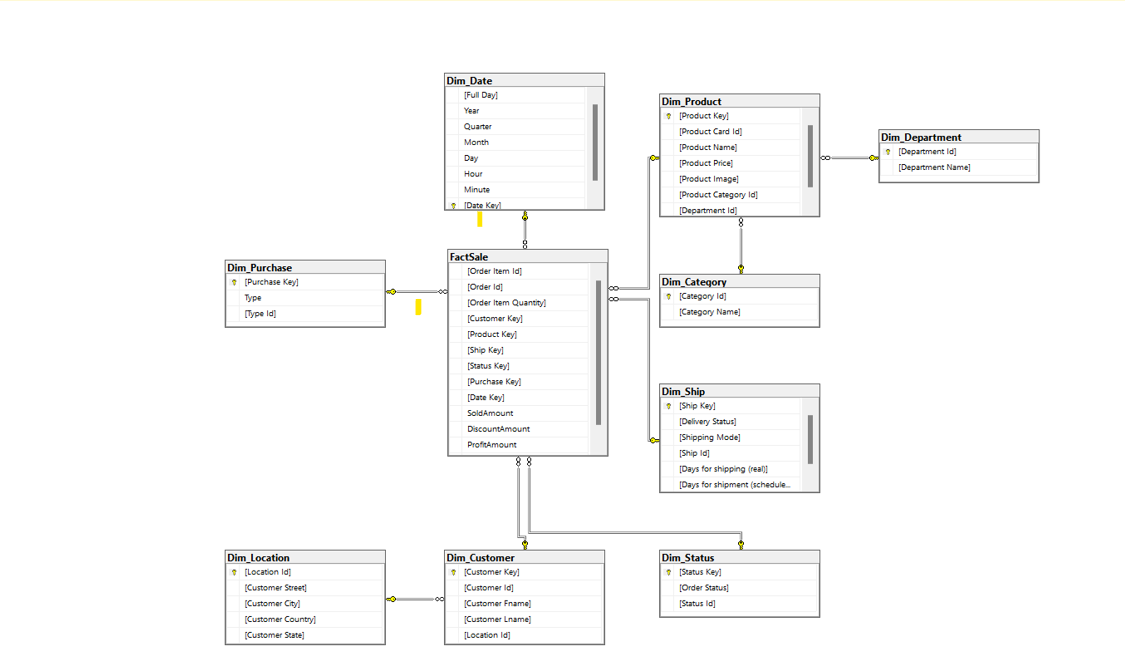 Dim_Date
[Full Day]
Year
Quarter
Month
Day
Hour
Minute
[Date Key]
Dim_Product
[Product Key]
[Product Card Id]
[Product Name]
[Product Price]
[Product Image]
[Product Category Id]
[Department Id]
Dim_Department
[Department Id]
[Department Name]
Dim_Purchase
[Purchase Key]
Type
[Type Id]
FactSale
[Order Item Id]
[Order Id]
[Order Item Quantity]
[Customer Key]
[Product Key]
[Ship Key]
[Status Key]
[Purchase Key]
[Date Key]
SoldAmount
DiscountAmount
ProfitAmount
Dim_Category
[Category Id]
[Category Name]
Dim_Ship
[Ship Key]
[Delivery Status]
[Shipping Mode]
[Ship Id]
[Days for shipping (real)]
[Days for shipment (schedule...
Dim_Location
[Location Id]
[Customer Street]
[Customer City]
[Customer Country]
[Customer State]
Dim_Customer
[Customer Key]
[Customer Id]
[Customer Fname]
[Customer Lname]
[Location Id]
Dim_Status
[Status Key]
[Order Status]
[Status Id]